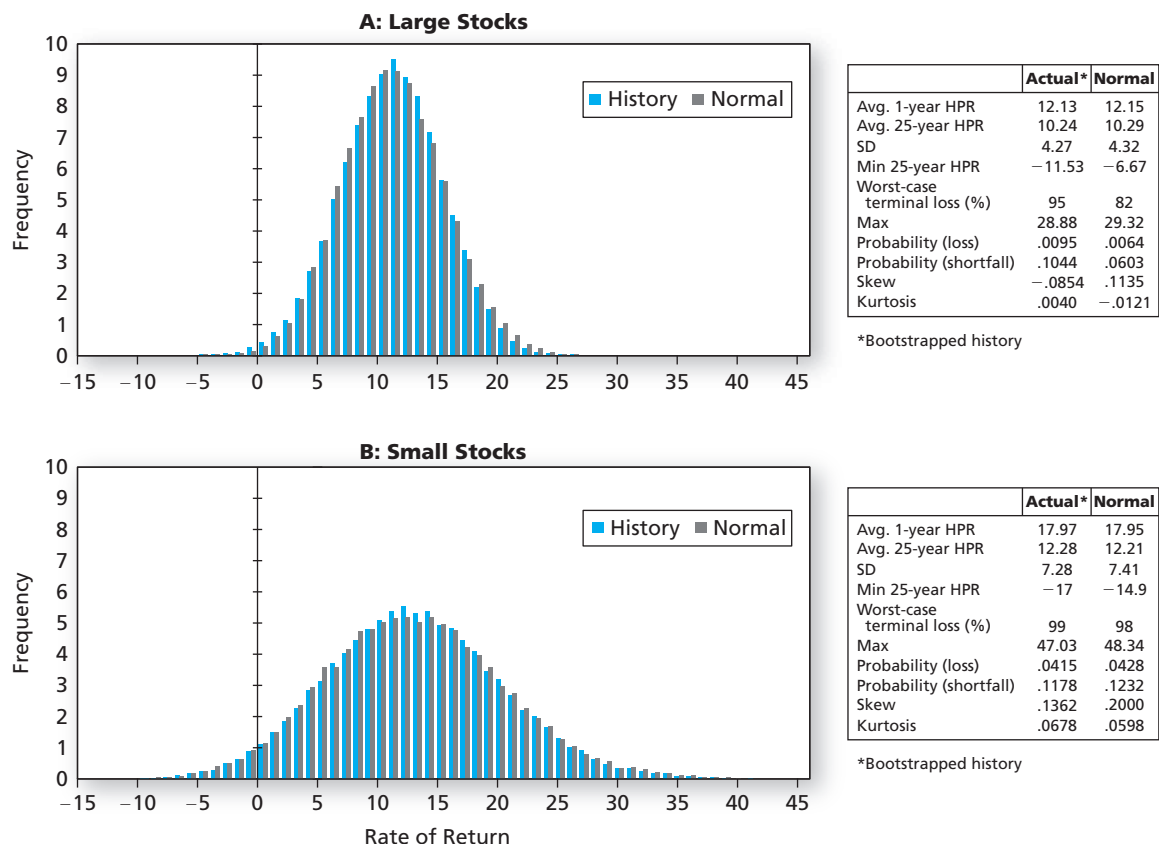 A: Large Stocks
10
9
8
7
6
5
4
3
2
1
0
Frequency
History Normal
−15 −10 −5 0 5 10 15 20 25 30 35 40 45
Actual* Normal
Avg. 1-year HPR 12.13 12.15
Avg. 25-year HPR 10.24 10.29
SD 4.27 4.32
Min 25-year HPR −11.53 −6.67
Worst-case
terminal loss (%) 95 82
Max 28.88 29.32
Probability (loss) .0095 .0064
Probability (shortfall) .1044 .0603
Skew −.0854 .1135
Kurtosis .0040 −.0121
*Bootstrapped history
B: Small Stocks
10
9
8
7
6
5
4
3
2
1
0
Frequency
History Normal
−15 −10 −5 0 5 10 15 20 25 30 35 40 45
Rate of Return
Actual* Normal
Avg. 1-year HPR 17.97 17.95
Avg. 25-year HPR 12.28 12.21
SD 7.28 7.41
Min 25-year HPR −17 −14.9
Worst-case
terminal loss (%) 99 98
Max 47.03 48.34
Probability (loss) .0415 .0428
Probability (shortfall) .1178 .1232
Skew .1362 .2000
Kurtosis .0678 .0598
*Bootstrapped history